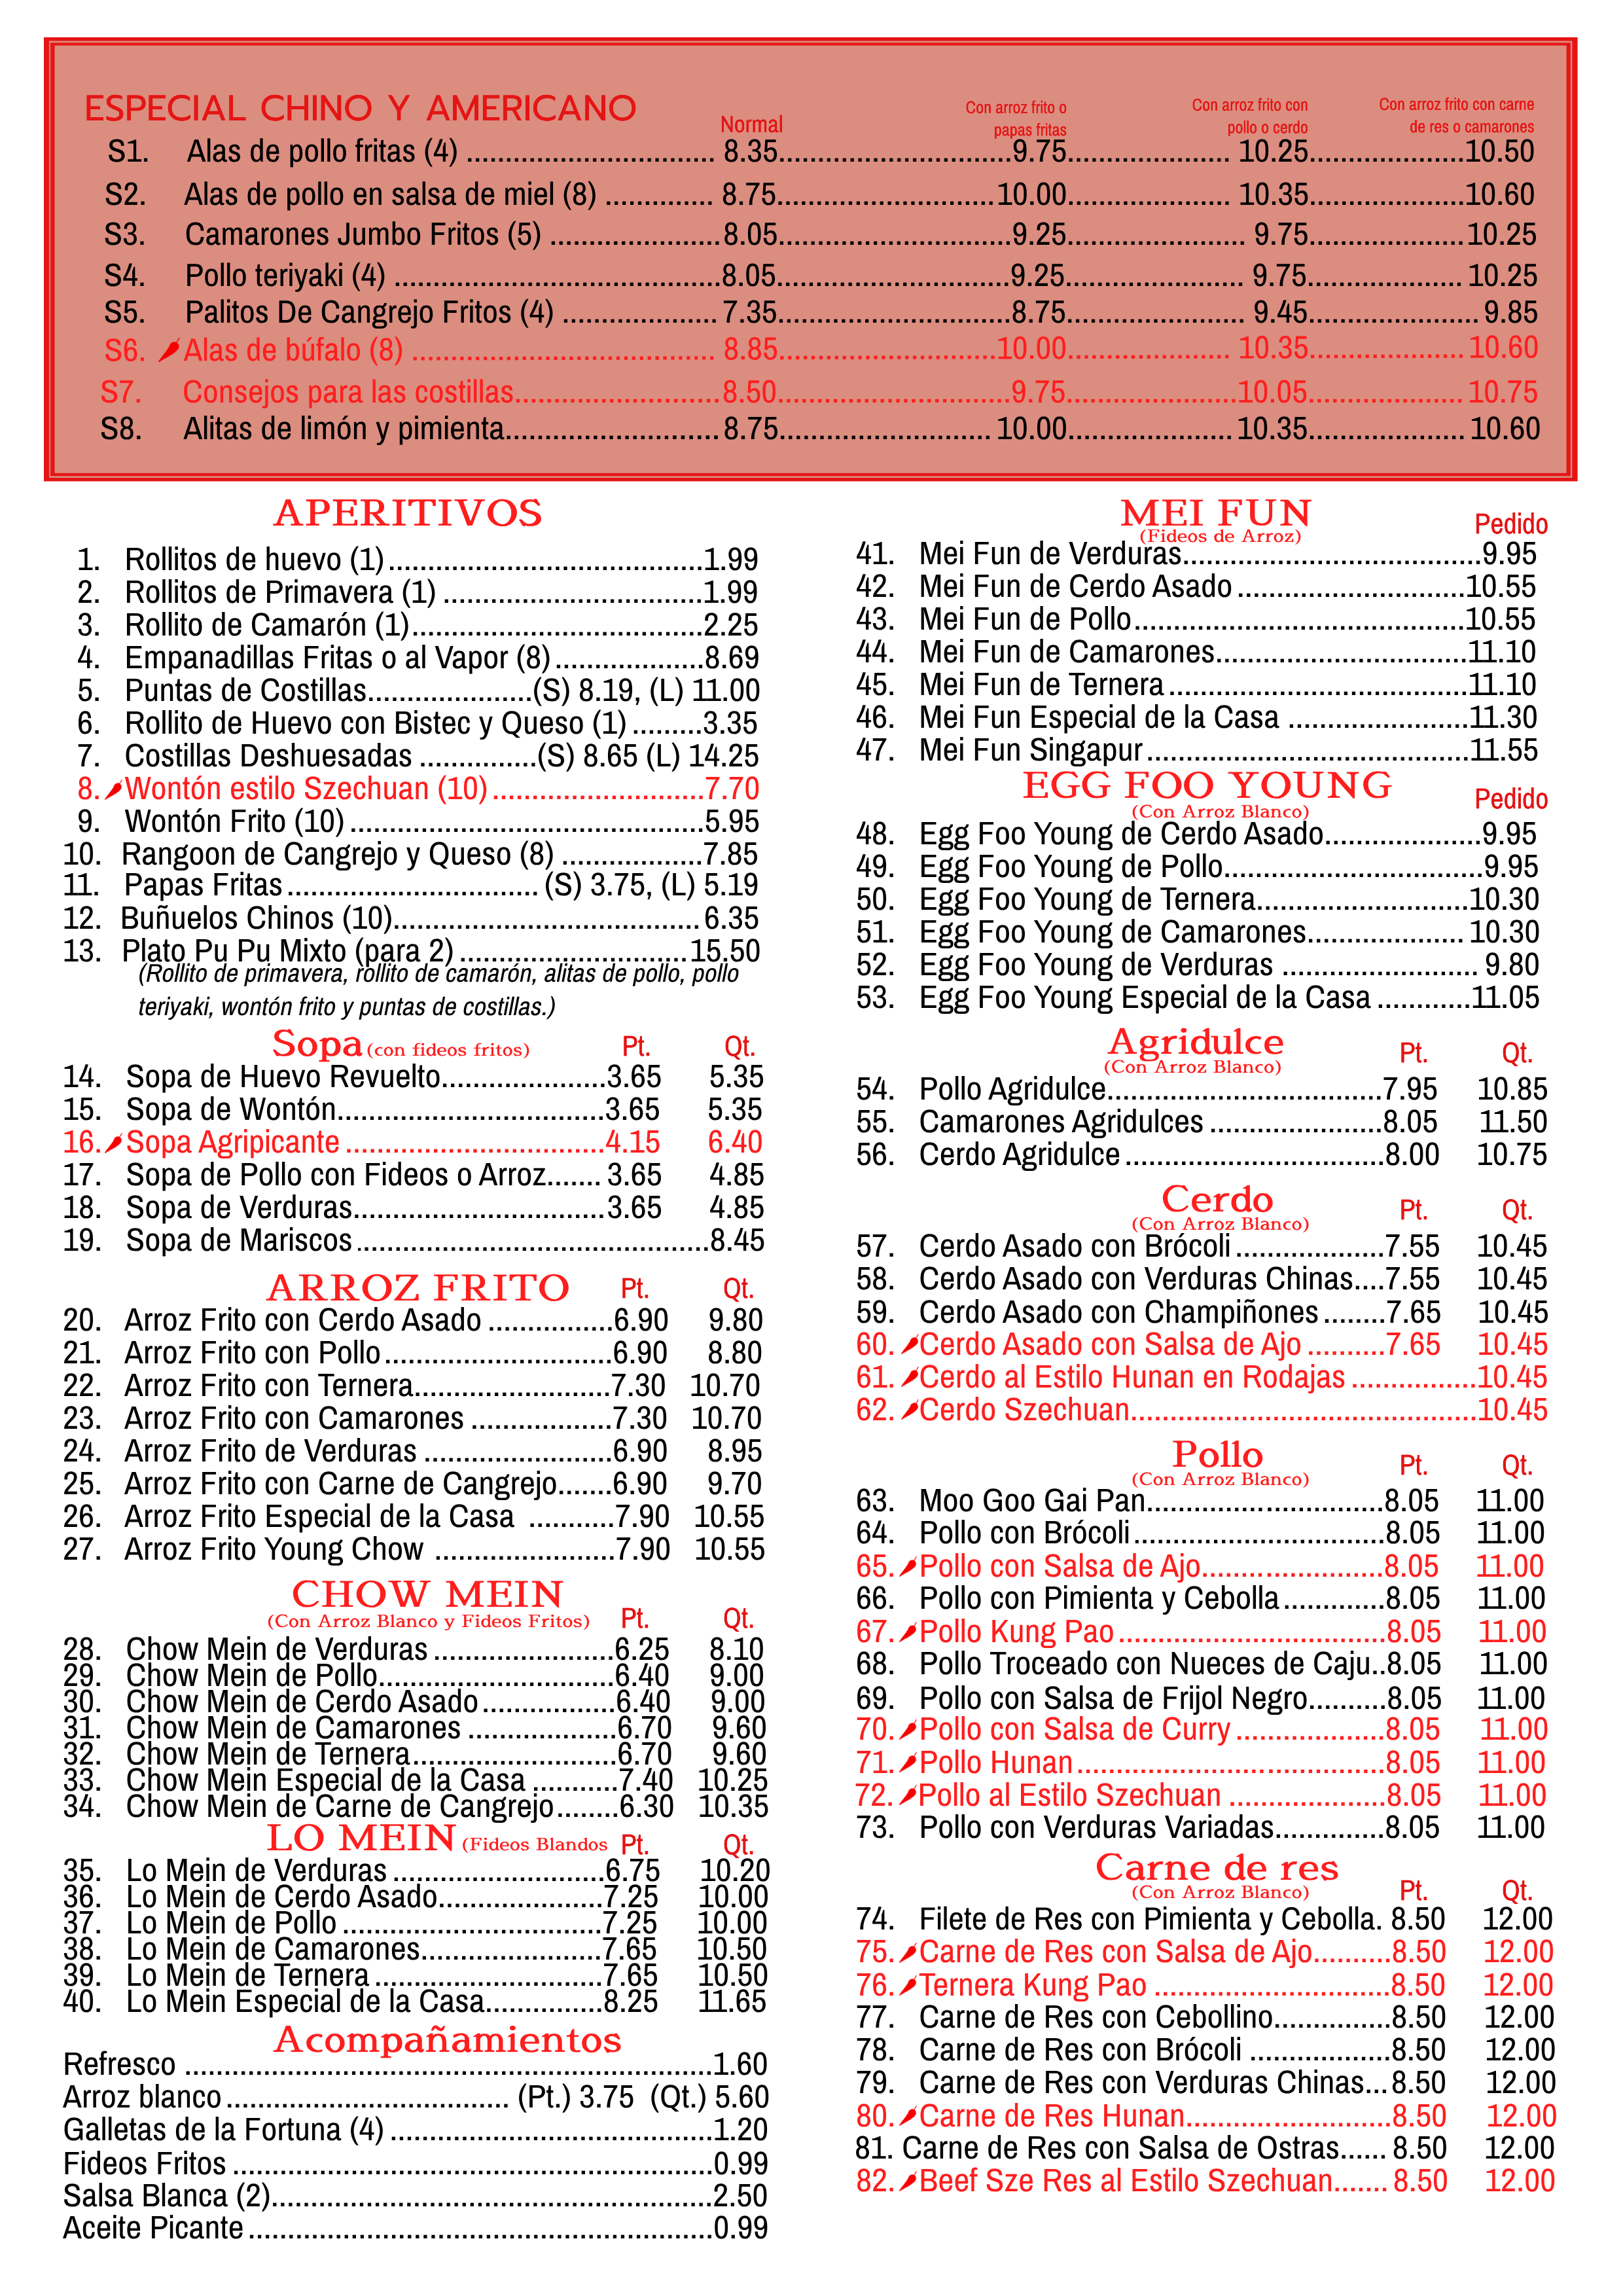 ESPECIAL CHINO Y AMERICANO
Normal
Con arroz frito o
papas fritas
Con arroz frito con
pollo o cerdo
Con arroz frito con carne
de res o camarones
S1. Alas de pollo fritas (4) ................................ 8.35..............................9.75..................... 10.25....................10.50
S2. Alas de pollo en salsa de miel (8) .............. 8.75............................10.00..................... 10.35....................10.60
S3. Camarones Jumbo Fritos (5) ......................8.05..............................9.25....................... 9.75....................10.25
S4. Pollo teriyaki (4) ..........................................8.05..............................9.25....................... 9.75.................... 10.25
S5. Palitos De Cangrejo Fritos (4) .................... 7.35..............................8.75....................... 9.45...................... 9.85
S6. Alas de búfalo (8) ....................................... 8.85............................10.00..................... 10.35.................... 10.60
S7. Consejos para las costillas...........................8.50..............................9.75......................10.05.................... 10.75
S8. Alitas de limón y pimienta............................ 8.75........................... 10.00..................... 10.35.................... 10.60
APERITIVOS
1. Rollitos de huevo (1) ........................................1.99
2. Rollitos de Primavera (1) .................................1.99
3. Rollito de Camarón (1).....................................2.25
4. Empanadillas Fritas o al Vapor (8)...................8.69
5. Puntas de Costillas.....................(S) 8.19, (L) 11.00
6. Rollito de Huevo con Bistec y Queso (1) .........3.35
7. Costillas Deshuesadas ...............(S) 8.65 (L) 14.25
8. Wontón estilo Szechuan (10) ...........................7.70
9. Wontón Frito (10) .............................................5.95
10. Rangoon de Cangrejo y Queso (8) ..................7.85
11. Papas Fritas ................................ (S) 3.75, (L) 5.19
12. Buñuelos Chinos (10)....................................... 6.35
13. Plato Pu Pu Mixto (para 2) .............................15.50
(Rollito de primavera, rollito de camarón, alitas de pollo, pollo
teriyaki, wontón frito y puntas de costillas.)
Sopa (con fideos fritos) Pt. Qt.
14. Sopa de Huevo Revuelto.....................3.65 5.35
15. Sopa de Wontón..................................3.65 5.35
16. Sopa Agripicante .................................4.15 6.40
17. Sopa de Pollo con Fideos o Arroz....... 3.65 4.85
18. Sopa de Verduras................................3.65 4.85
19. Sopa de Mariscos .............................................8.45
ARROZ FRITO Pt. Qt.
20. Arroz Frito con Cerdo Asado ................6.90 9.80
21. Arroz Frito con Pollo .............................6.90 8.80
22. Arroz Frito con Ternera.........................7.30 10.70
23. Arroz Frito con Camarones ..................7.30 10.70
24. Arroz Frito de Verduras ........................6.90 8.95
25. Arroz Frito con Carne de Cangrejo.......6.90 9.70
26. Arroz Frito Especial de la Casa ...........7.90 10.55
27. Arroz Frito Young Chow .......................7.90 10.55
CHOW MEIN
(Con Arroz Blanco y Fideos Fritos) Pt. Qt.
28. Chow Mein de Verduras .......................6.25 8.10
29. Chow Mein de Pollo..............................6.40 9.00
30. Chow Mein de Cerdo Asado .................6.40 9.00
31. Chow Mein de Camarones ...................6.70 9.60
32. Chow Mein de Ternera..........................6.70 9.60
33. Chow Mein Especial de la Casa ...........7.40 10.25
34. Chow Mein de Carne de Cangrejo........6.30 10.35
LO MEIN (Fideos Blandos Pt. Qt.
35. Lo Mein de Verduras ...........................6.75 10.20
36. Lo Mein de Cerdo Asado.....................7.25 10.00
37. Lo Mein de Pollo .................................7.25 10.00
38. Lo Mein de Camarones.......................7.65 10.50
39. Lo Mein de Ternera .............................7.65 10.50
40. Lo Mein Especial de la Casa...............8.25 11.65
Acompañamientos
Refresco ....................................................................1.60
Arroz blanco .................................... (Pt.) 3.75 (Qt.) 5.60
Galletas de la Fortuna (4) .........................................1.20
Fideos Fritos .............................................................0.99
Salsa Blanca (2)........................................................2.50
Aceite Picante ...........................................................0.99
MEI FUN
(Fideos de Arroz) Pedido
41. Mei Fun de Verduras......................................9.95
42. Mei Fun de Cerdo Asado .............................10.55
43. Mei Fun de Pollo ..........................................10.55
44. Mei Fun de Camarones................................11.10
45. Mei Fun de Ternera ......................................11.10
46. Mei Fun Especial de la Casa .......................11.30
47. Mei Fun Singapur .........................................11.55
EGG FOO YOUNG
(Con Arroz Blanco) Pedido
48. Egg Foo Young de Cerdo Asado....................9.95
49. Egg Foo Young de Pollo.................................9.95
50. Egg Foo Young de Ternera...........................10.30
51. Egg Foo Young de Camarones.................... 10.30
52. Egg Foo Young de Verduras ......................... 9.80
53. Egg Foo Young Especial de la Casa ............11.05
Agridulce
(Con Arroz Blanco) Pt. Qt.
54. Pollo Agridulce...................................7.95 10.85
55. Camarones Agridulces ......................8.05 11.50
56. Cerdo Agridulce .................................8.00 10.75
Cerdo
(Con Arroz Blanco) Pt. Qt.
57. Cerdo Asado con Brócoli ...................7.55 10.45
58. Cerdo Asado con Verduras Chinas....7.55 10.45
59. Cerdo Asado con Champiñones ........7.65 10.45
60. Cerdo Asado con Salsa de Ajo ..........7.65 10.45
61. Cerdo al Estilo Hunan en Rodajas ................10.45
62. Cerdo Szechuan............................................10.45
Pollo
(Con Arroz Blanco) Pt. Qt.
63. Moo Goo Gai Pan..............................8.05 11.00
64. Pollo con Brócoli ................................8.05 11.00
65. Pollo con Salsa de Ajo.......................8.05 11.00
66. Pollo con Pimienta y Cebolla .............8.05 11.00
67. Pollo Kung Pao ..................................8.05 11.00
68. Pollo Troceado con Nueces de Caju..8.05 11.00
69. Pollo con Salsa de Frijol Negro..........8.05 11.00
70. Pollo con Salsa de Curry ...................8.05 11.00
71. Pollo Hunan .......................................8.05 11.00
72. Pollo al Estilo Szechuan ....................8.05 11.00
73. Pollo con Verduras Variadas..............8.05 11.00
Carne de res
(Con Arroz Blanco) Pt. Qt.
74. Filete de Res con Pimienta y Cebolla. 8.50 12.00
75. Carne de Res con Salsa de Ajo..........8.50 12.00
76. Ternera Kung Pao ..............................8.50 12.00
77. Carne de Res con Cebollino...............8.50 12.00
78. Carne de Res con Brócoli ..................8.50 12.00
79. Carne de Res con Verduras Chinas...8.50 12.00
80. Carne de Res Hunan..........................8.50 12.00
81. Carne de Res con Salsa de Ostras...... 8.50 12.00
82. Beef Sze Res al Estilo Szechuan....... 8.50 12.00